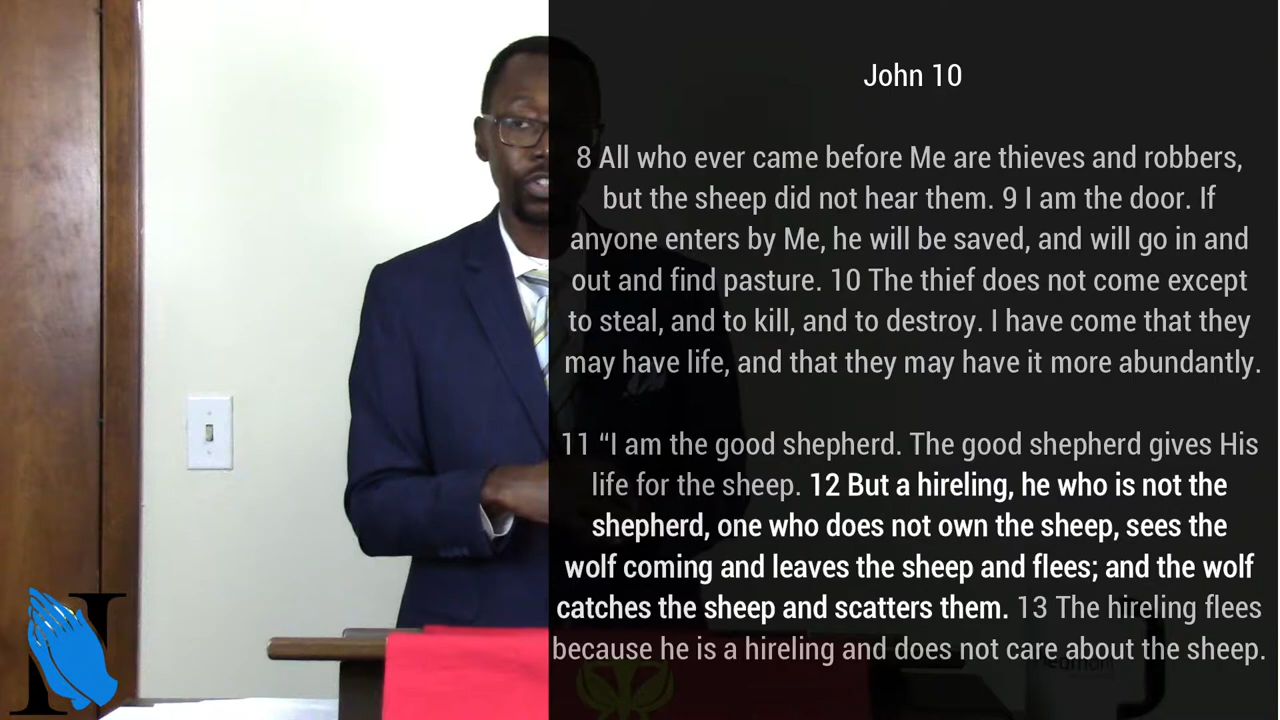 John 10
8 All who ever came before Me are thieves and robbers,
but the sheep did not hear them. 9 I am the door. If
anyone enters by Me, he will be saved, and will go in and
out and find pasture. 10 The thief does not come except
to steal, and to kill, and to destroy. I have come that they
may have life, and that they may have it more abundantly.
11 “I am the good shepherd. The good shepherd gives His
life for the sheep. 12 But a hireling, he who is not the
shepherd, one who does not own the sheep, sees the
wolf coming and leaves the sheep and flees; and the wolf
catches the sheep and scatters them. 13 The hireling flees
because he is a hireling and does not care about the sheep.
N